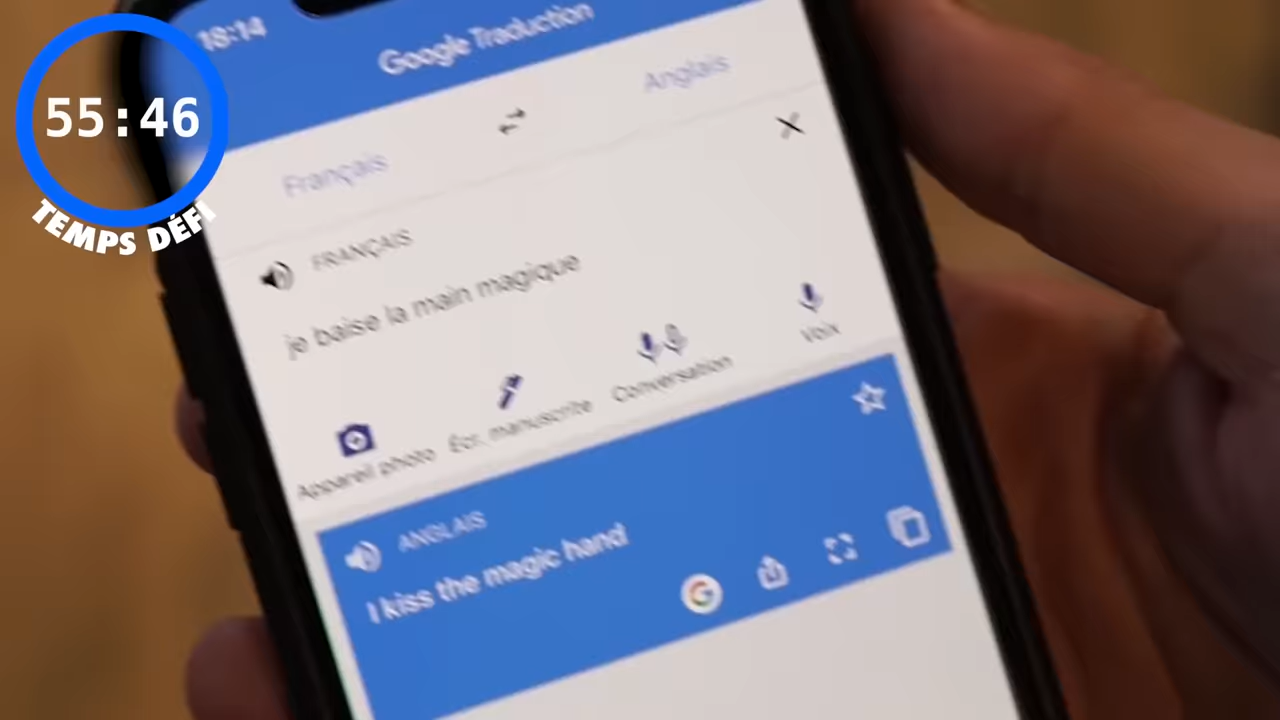 55:46
TEMPS DÉFI
18:14
Google Traduction
Français
Anglais
FRANÇAIS
je baise la main magique
Appareil photo
Écr. manuscrite
Conversation
Voix
ANGLAIS
I kiss the magic hand
G